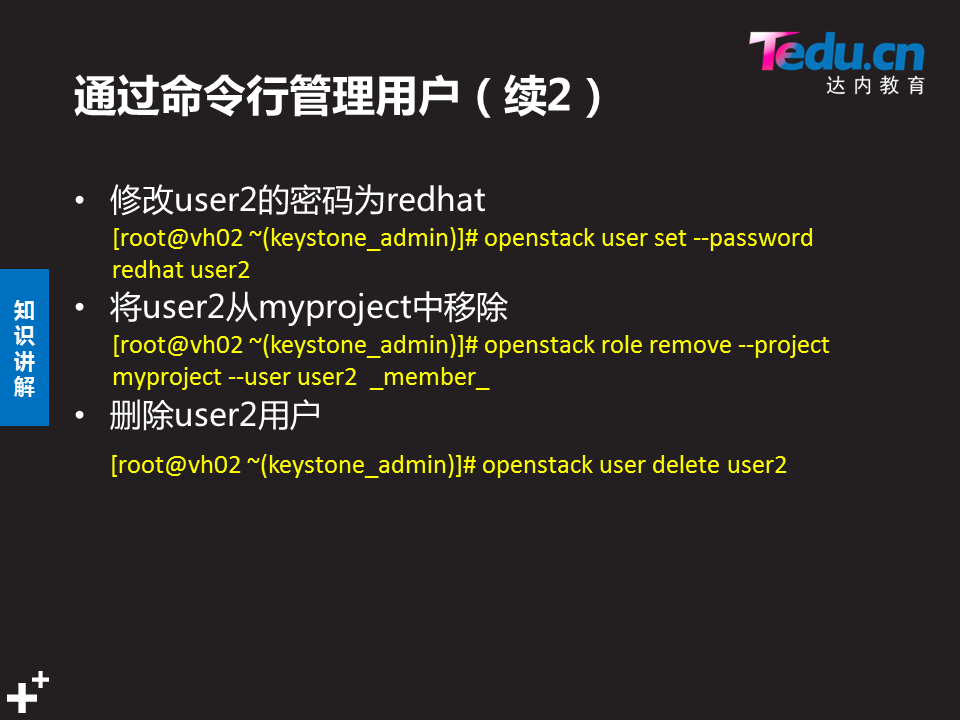 Tedu.cn
达内教育
通过命令行管理用户（续2）
• 修改user2的密码为redhat
[root@vh02 ~(keystone_admin)]# openstack user set --password
redhat user2
• 将user2从myproject中移除
[root@vh02 ~(keystone_admin)]# openstack role remove --project
myproject --user user2  _member_
• 删除user2用户
[root@vh02 ~(keystone_admin)]# openstack user delete user2
知
识
讲
解